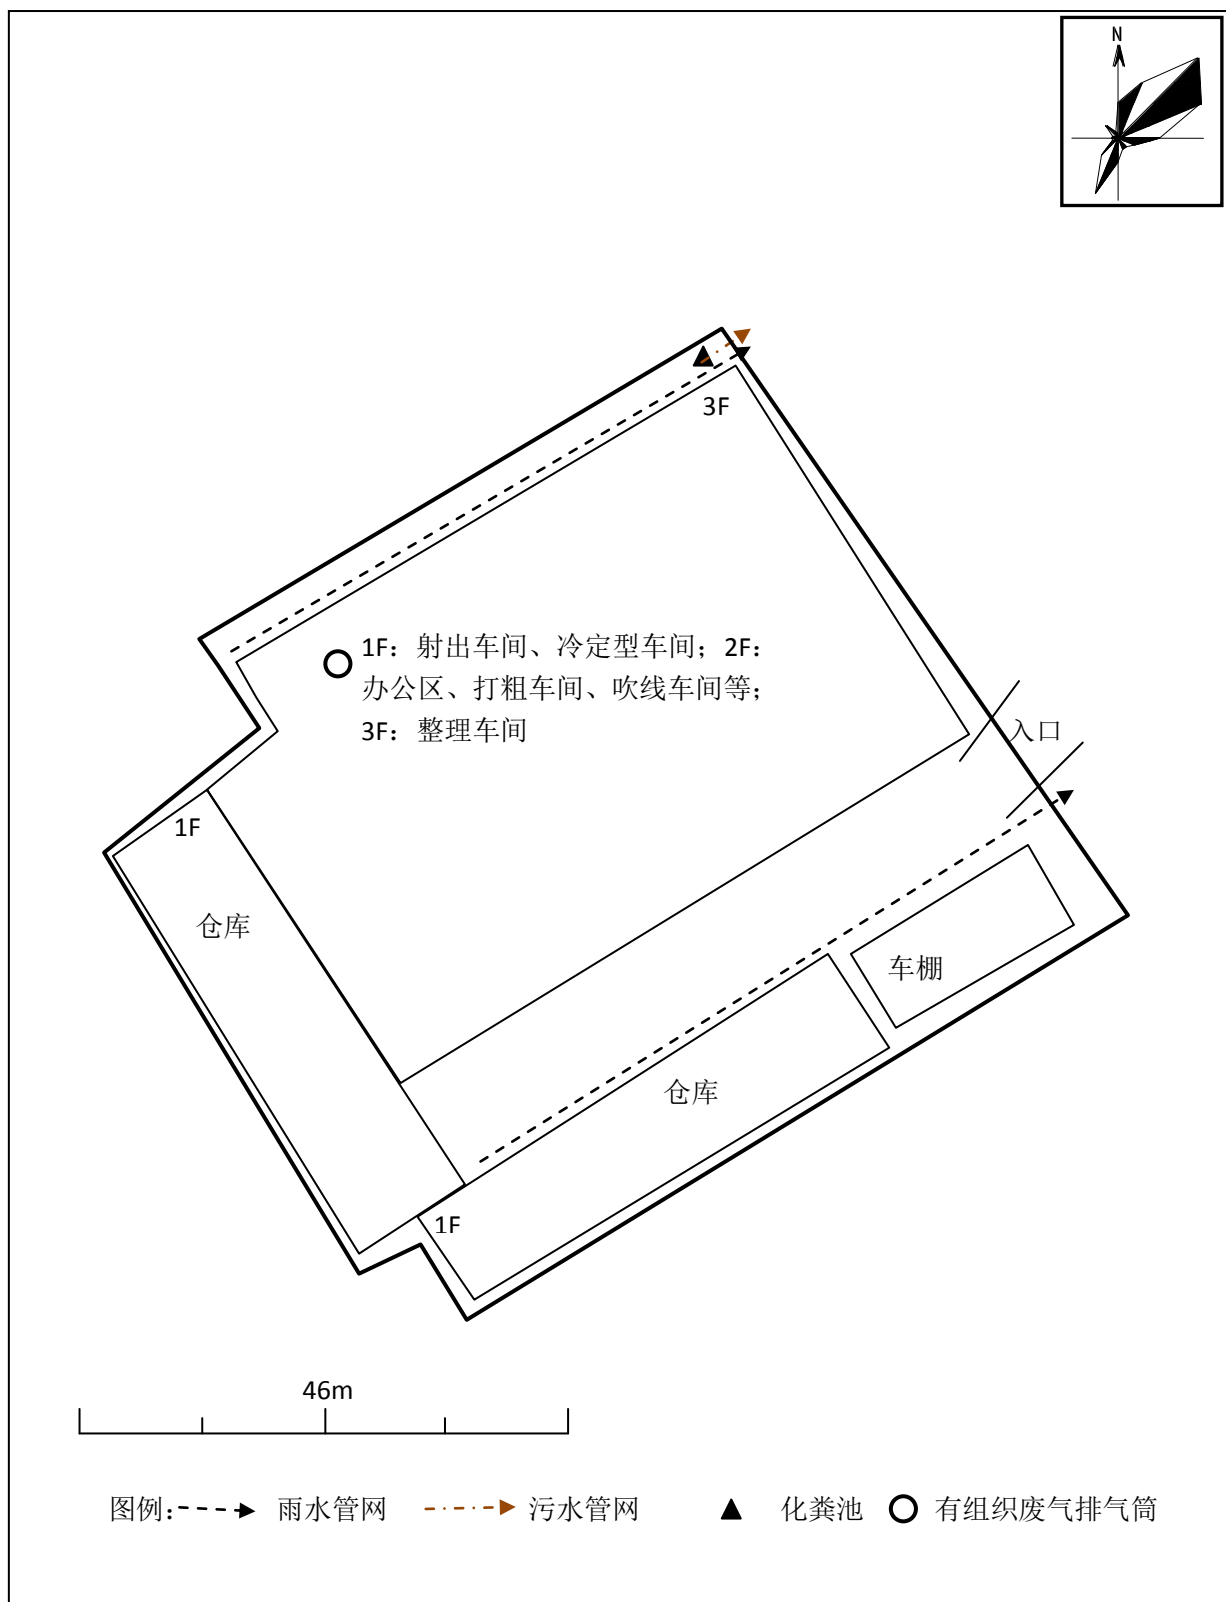 N
3F
1F：射出车间、冷定型车间；2F：
办公区、打粗车间、吹线车间等；
3F：整理车间
入口
1F
仓库
车棚
仓库
1F
46m
图例：
雨水管网
污水管网
化粪池
有组织废气排气筒